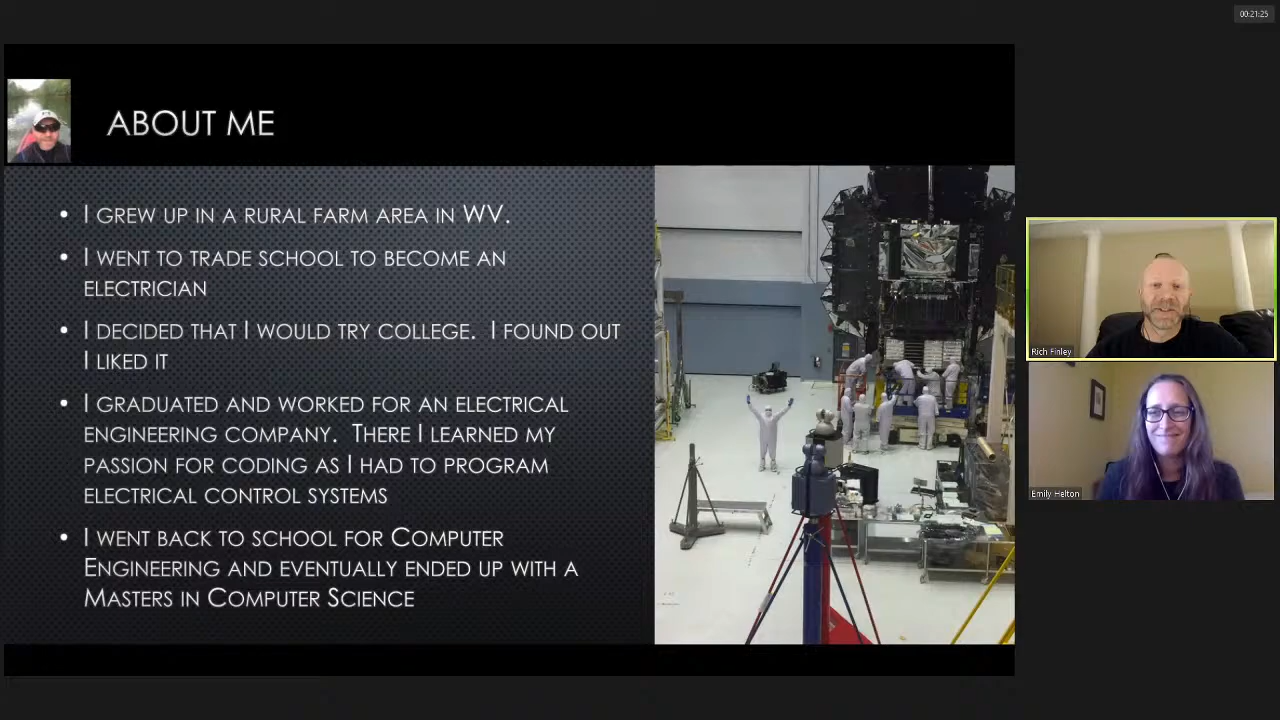 00:21:25
ABOUT ME
• I GREW UP IN A RURAL FARM AREA IN WV.
• I WENT TO TRADE SCHOOL TO BECOME AN
ELECTRICIAN
• I DECIDED THAT I WOULD TRY COLLEGE. I FOUND OUT
I LIKED IT
• I GRADUATED AND WORKED FOR AN ELECTRICAL
ENGINEERING COMPANY. THERE I LEARNED MY
PASSION FOR CODING AS I HAD TO PROGRAM
ELECTRICAL CONTROL SYSTEMS
• I WENT BACK TO SCHOOL FOR COMPUTER
ENGINEERING AND EVENTUALLY ENDED UP WITH A
MASTERS IN COMPUTER SCIENCE
Rich Finley
Emily Helton